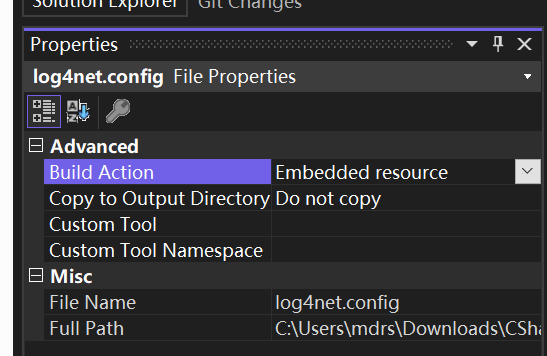 Solution Explorer Git Changes
Properties
log4net.config File Properties
Advanced
Build Action Embedded resource
Copy to Output Directory Do not copy
Custom Tool
Custom Tool Namespace
Misc
File Name log4net.config
Full Path C:\Users\mdrs\Downloads\CSha